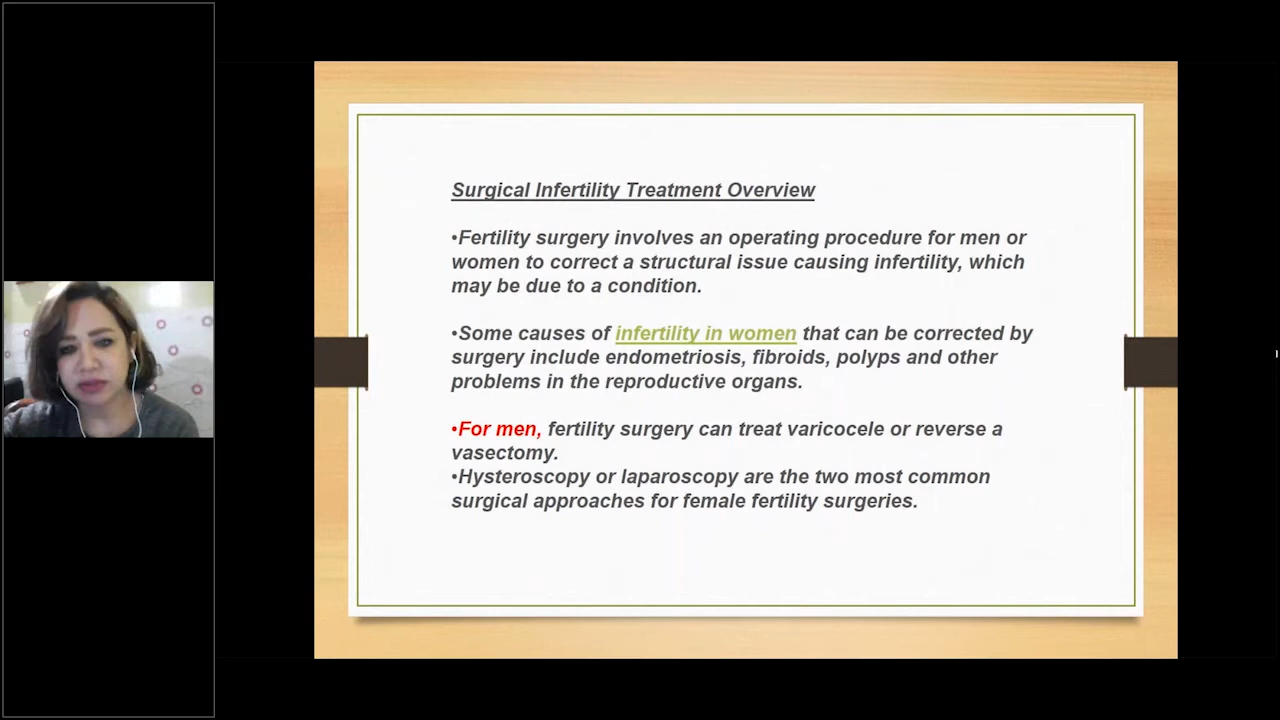 Surgical Infertility Treatment Overview
•Fertility surgery involves an operating procedure for men or
women to correct a structural issue causing infertility, which
may be due to a condition.
•Some causes of infertility in women that can be corrected by
surgery include endometriosis, fibroids, polyps and other
problems in the reproductive organs.
•For men, fertility surgery can treat varicocele or reverse a
vasectomy.
•Hysteroscopy or laparoscopy are the two most common
surgical approaches for female fertility surgeries.